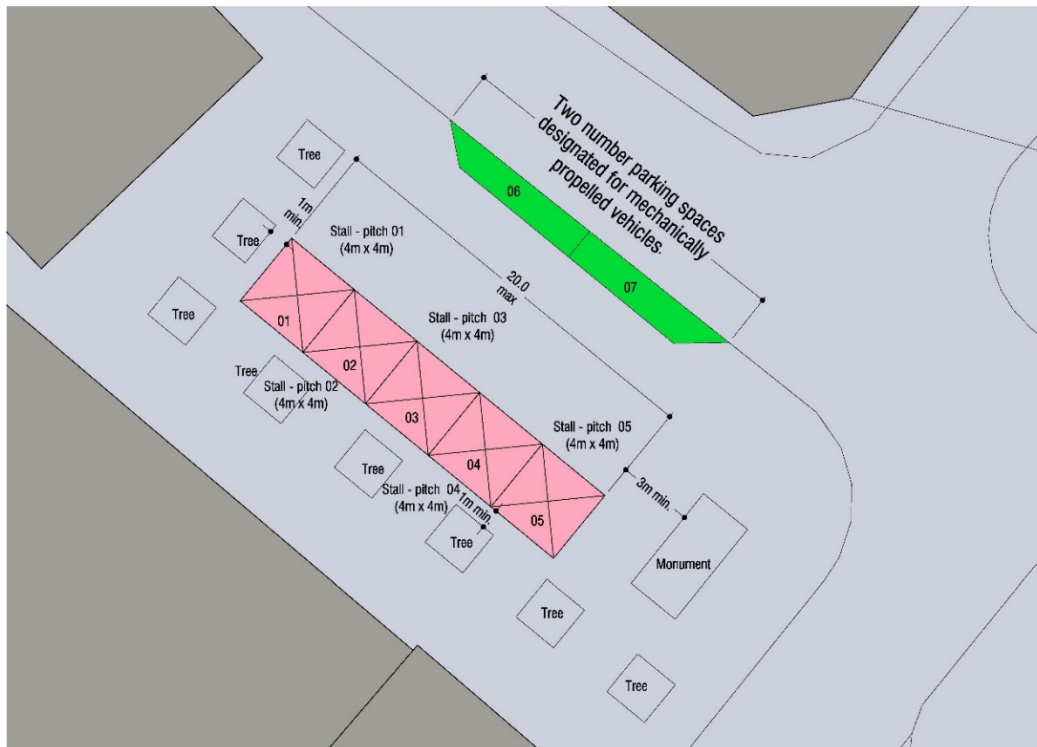 Two number parking spaces
designated for mechanically
propelled vehicles.
06
07
Tree
1m
min.
Tree
Stall - pitch 01
(4m x 4m)
20.0
max
Tree
01
Stall - pitch 03
(4m x 4m)
02
Tree
Stall - pitch 02
(4m x 4m)
03
Stall - pitch 05
(4m x 4m)
04
Tree
Stall - pitch 04
(4m x 4m)
1m min.
05
3m min.
Tree
Monument
Tree
Tree